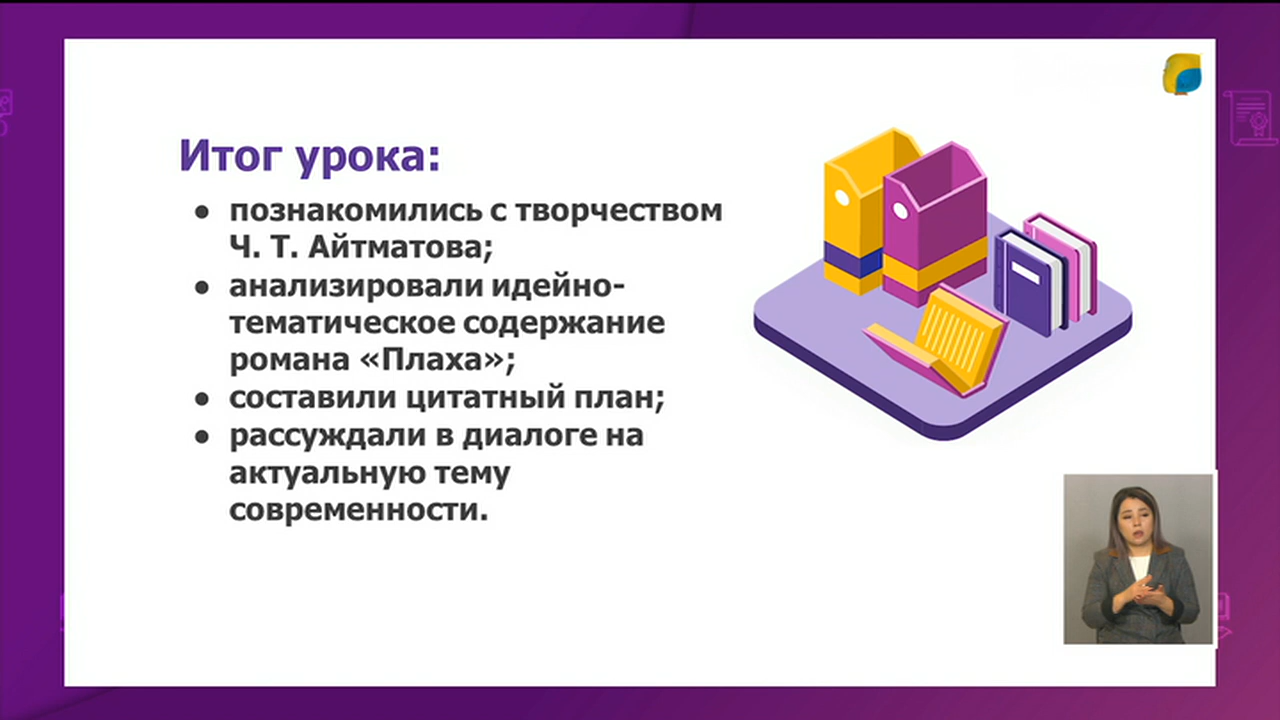 Итог урока:
● познакомились с творчеством
Ч. Т. Айтматова;
● анализировали идейно-
тематическое содержание
романа «Плаха»;
● составили цитатный план;
● рассуждали в диалоге на
актуальную тему
современности.